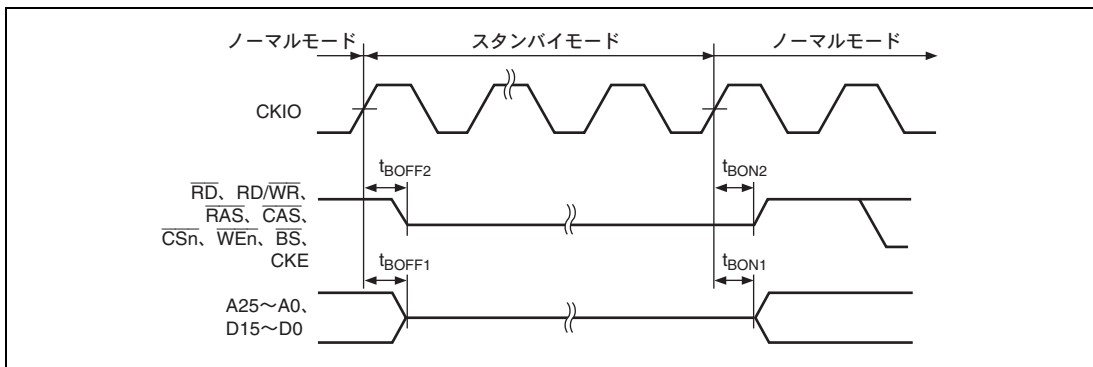 ノーマルモード スタンバイモード ノーマルモード
CKIO
tBOFF2 tBON2
RD、RD/WR、
RAS、CAS、
CSn、WEn、BS、
CKE
tBOFF1 tBON1
A25～A0、
D15～D0